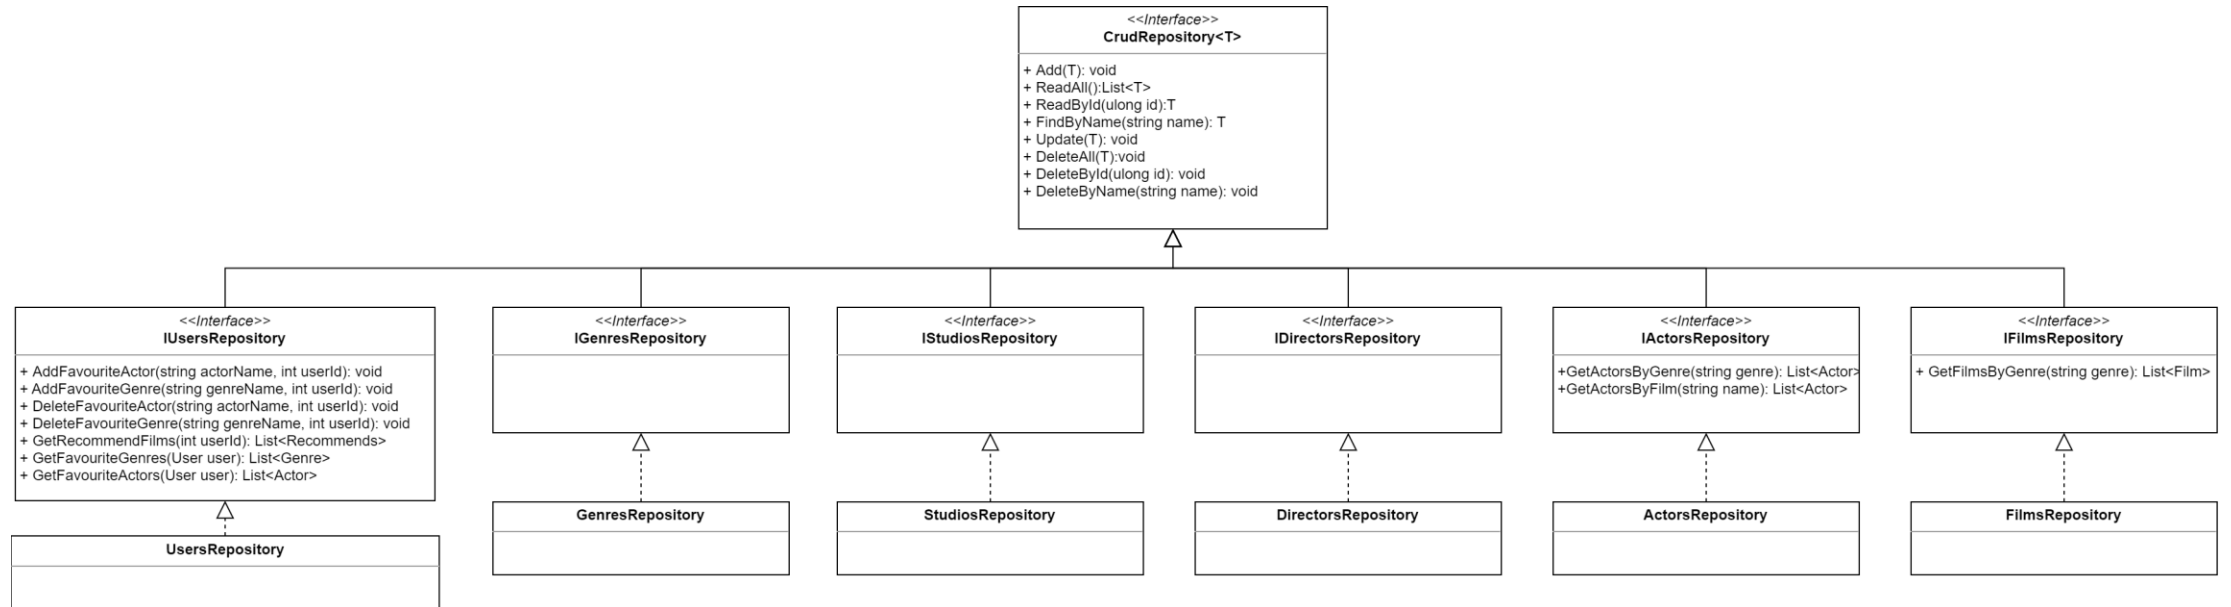 <<Interface>>
CrudRepository<T>
+ Add(T): void
+ ReadAll():List<T>
+ ReadById(ulong id):T
+ FindByName(string name): T
+ Update(T): void
+ DeleteAll(T):void
+ DeleteById(ulong id): void
+ DeleteByName(string name): void
<<Interface>>
IUsersRepository
+ AddFavouriteActor(string actorName, int userId): void
+ AddFavouriteGenre(string genreName, int userId): void
+ DeleteFavouriteActor(string actorName, int userId): void
+ DeleteFavouriteGenre(string genreName, int userId): void
+ GetRecommendFilms(int userId): List<Recommends>
+ GetFavouriteGenres(User user): List<Genre>
+ GetFavouriteActors(User user): List<Actor>
<<Interface>>
IGenresRepository
<<Interface>>
IStudiosRepository
<<Interface>>
IDirectorsRepository
<<Interface>>
IActorsRepository
+GetActorsByGenre(string genre): List<Actor>
+GetActorsByFilm(string name): List<Actor>
<<Interface>>
IFilmsRepository
+ GetFilmsByGenre(string genre): List<Film>
UsersRepository
GenresRepository
StudiosRepository
DirectorsRepository
ActorsRepository
FilmsRepository